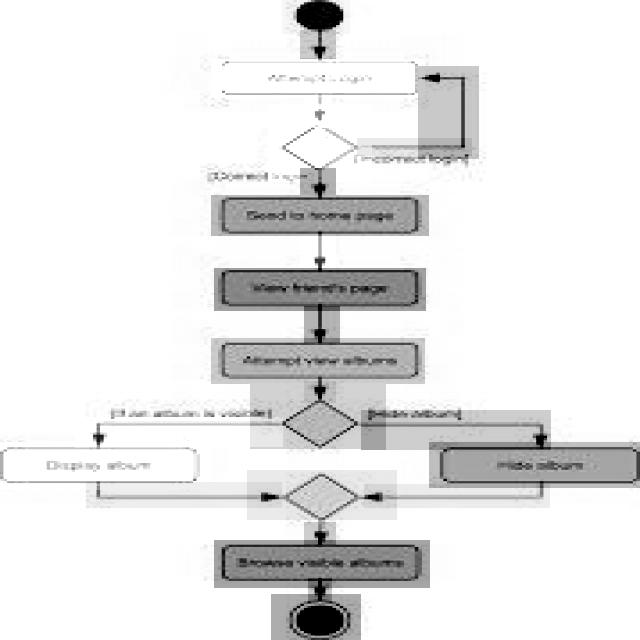 Attempt Login
[Incorrect login]
[Correct login]
Send to home page
View friend's page
Attempt view albums
[If an album is visible]
[Hide album]
Display album
Hide album
Browse visible albums